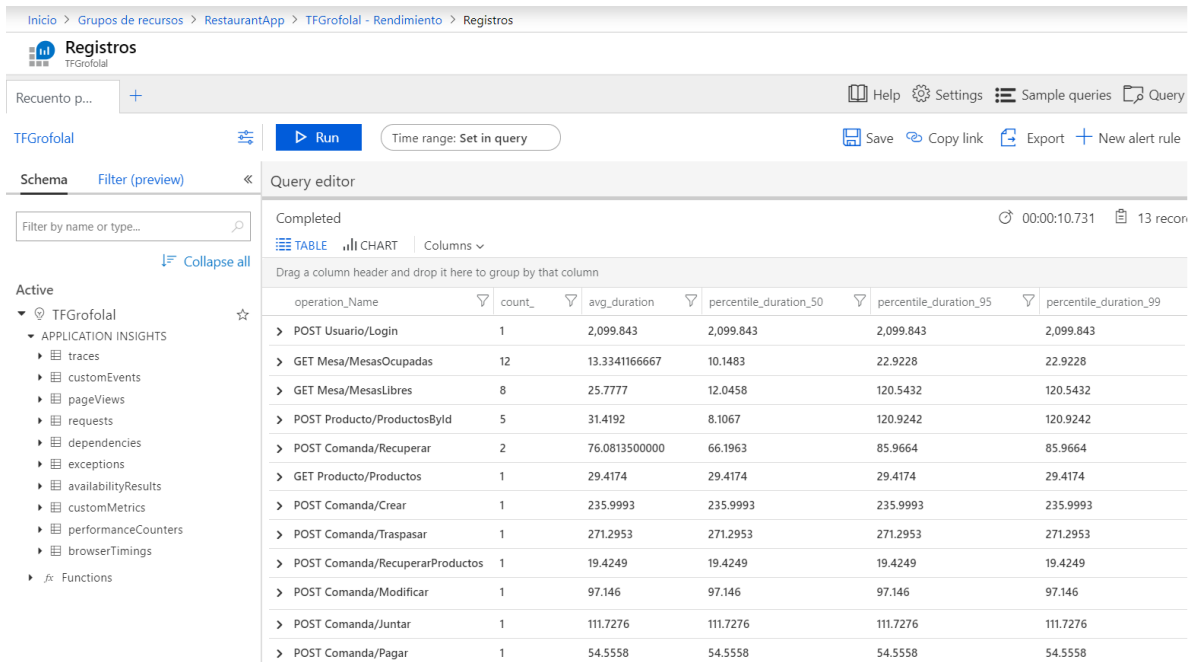 Inicio > Grupos de recursos > RestaurantApp > TFGrofolal - Rendimiento > Registros
Registros
TFGrofolal
Recuento p... +
Help Settings Sample queries Query
TFGrofolal
Run Time range: Set in query Save Copy link Export New alert rule
Schema Filter (preview) « Query editor
Filter by name or type...
Collapse all
Active
TFGrofolal
APPLICATION INSIGHTS
traces
customEvents
pageViews
requests
dependencies
exceptions
availabilityResults
customMetrics
performanceCounters
browserTimings
fx Functions
Completed 00:00:10.731 13 recor
TABLE CHART Columns
Drag a column header and drop it here to group by that column
operation_Name count_ avg_duration percentile_duration_50 percentile_duration_95 percentile_duration_99
POST Usuario/Login 1 2,099.843 2,099.843 2,099.843 2,099.843
GET Mesa/MesasOcupadas 12 13.3341166667 10.1483 22.9228 22.9228
GET Mesa/MesasLibres 8 25.7777 12.0458 120.5432 120.5432
POST Producto/ProductosById 5 31.4192 8.1067 120.9242 120.9242
POST Comanda/Recuperar 2 76.0813500000 66.1963 85.9664 85.9664
GET Producto/Productos 1 29.4174 29.4174 29.4174 29.4174
POST Comanda/Crear 1 235.9993 235.9993 235.9993 235.9993
POST Comanda/Traspasar 1 271.2953 271.2953 271.2953 271.2953
POST Comanda/RecuperarProductos 1 19.4249 19.4249 19.4249 19.4249
POST Comanda/Modificar 1 97.146 97.146 97.146 97.146
POST Comanda/Juntar 1 111.7276 111.7276 111.7276 111.7276
POST Comanda/Pagar 1 54.5558 54.5558 54.5558 54.5558